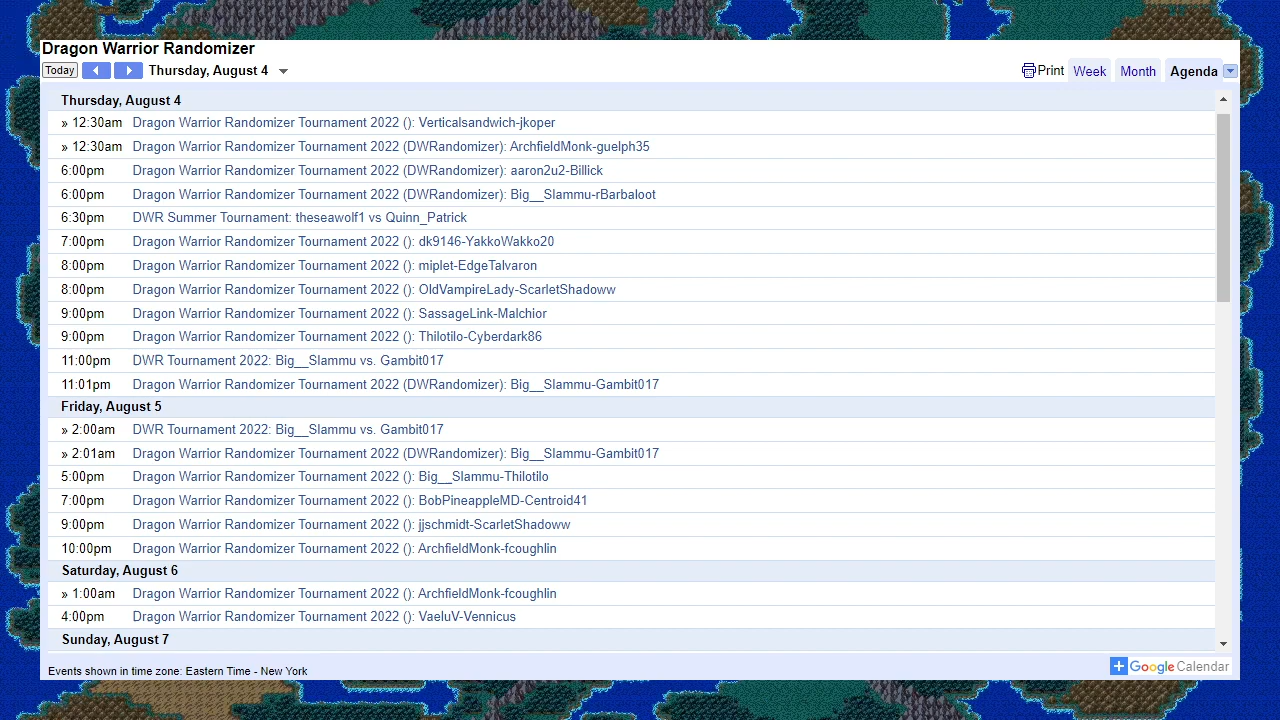 Dragon Warrior Randomizer
Today Thursday, August 4 Print Week Month Agenda
Thursday, August 4
» 12:30am Dragon Warrior Randomizer Tournament 2022 (): Verticalsandwich-jkoper
» 12:30am Dragon Warrior Randomizer Tournament 2022 (DWRandomizer): ArchfieldMonk-guelph35
6:00pm Dragon Warrior Randomizer Tournament 2022 (DWRandomizer): aaron2u2-Billick
6:00pm Dragon Warrior Randomizer Tournament 2022 (DWRandomizer): Big__Slammu-rBarbaloot
6:30pm DWR Summer Tournament: theseawolf1 vs Quinn_Patrick
7:00pm Dragon Warrior Randomizer Tournament 2022 (): dk9146-YakkoWakko20
8:00pm Dragon Warrior Randomizer Tournament 2022 (): miplet-EdgeTalvaron
8:00pm Dragon Warrior Randomizer Tournament 2022 (): OldVampireLady-ScarletShadoww
9:00pm Dragon Warrior Randomizer Tournament 2022 (): SassageLink-Malchior
9:00pm Dragon Warrior Randomizer Tournament 2022 (): Thilotilo-Cyberdark86
11:00pm DWR Tournament 2022: Big__Slammu vs. Gambit017
11:01pm Dragon Warrior Randomizer Tournament 2022 (DWRandomizer): Big__Slammu-Gambit017
Friday, August 5
» 2:00am DWR Tournament 2022: Big__Slammu vs. Gambit017
» 2:01am Dragon Warrior Randomizer Tournament 2022 (DWRandomizer): Big__Slammu-Gambit017
5:00pm Dragon Warrior Randomizer Tournament 2022 (): Big__Slammu-Thilotilo
7:00pm Dragon Warrior Randomizer Tournament 2022 (): BobPineappleMD-Centroid41
9:00pm Dragon Warrior Randomizer Tournament 2022 (): jjschmidt-ScarletShadoww
10:00pm Dragon Warrior Randomizer Tournament 2022 (): ArchfieldMonk-fcoughlin
Saturday, August 6
» 1:00am Dragon Warrior Randomizer Tournament 2022 (): ArchfieldMonk-fcoughlin
4:00pm Dragon Warrior Randomizer Tournament 2022 (): VaeluV-Vennicus
Sunday, August 7
Events shown in time zone: Eastern Time - New York
Google Calendar